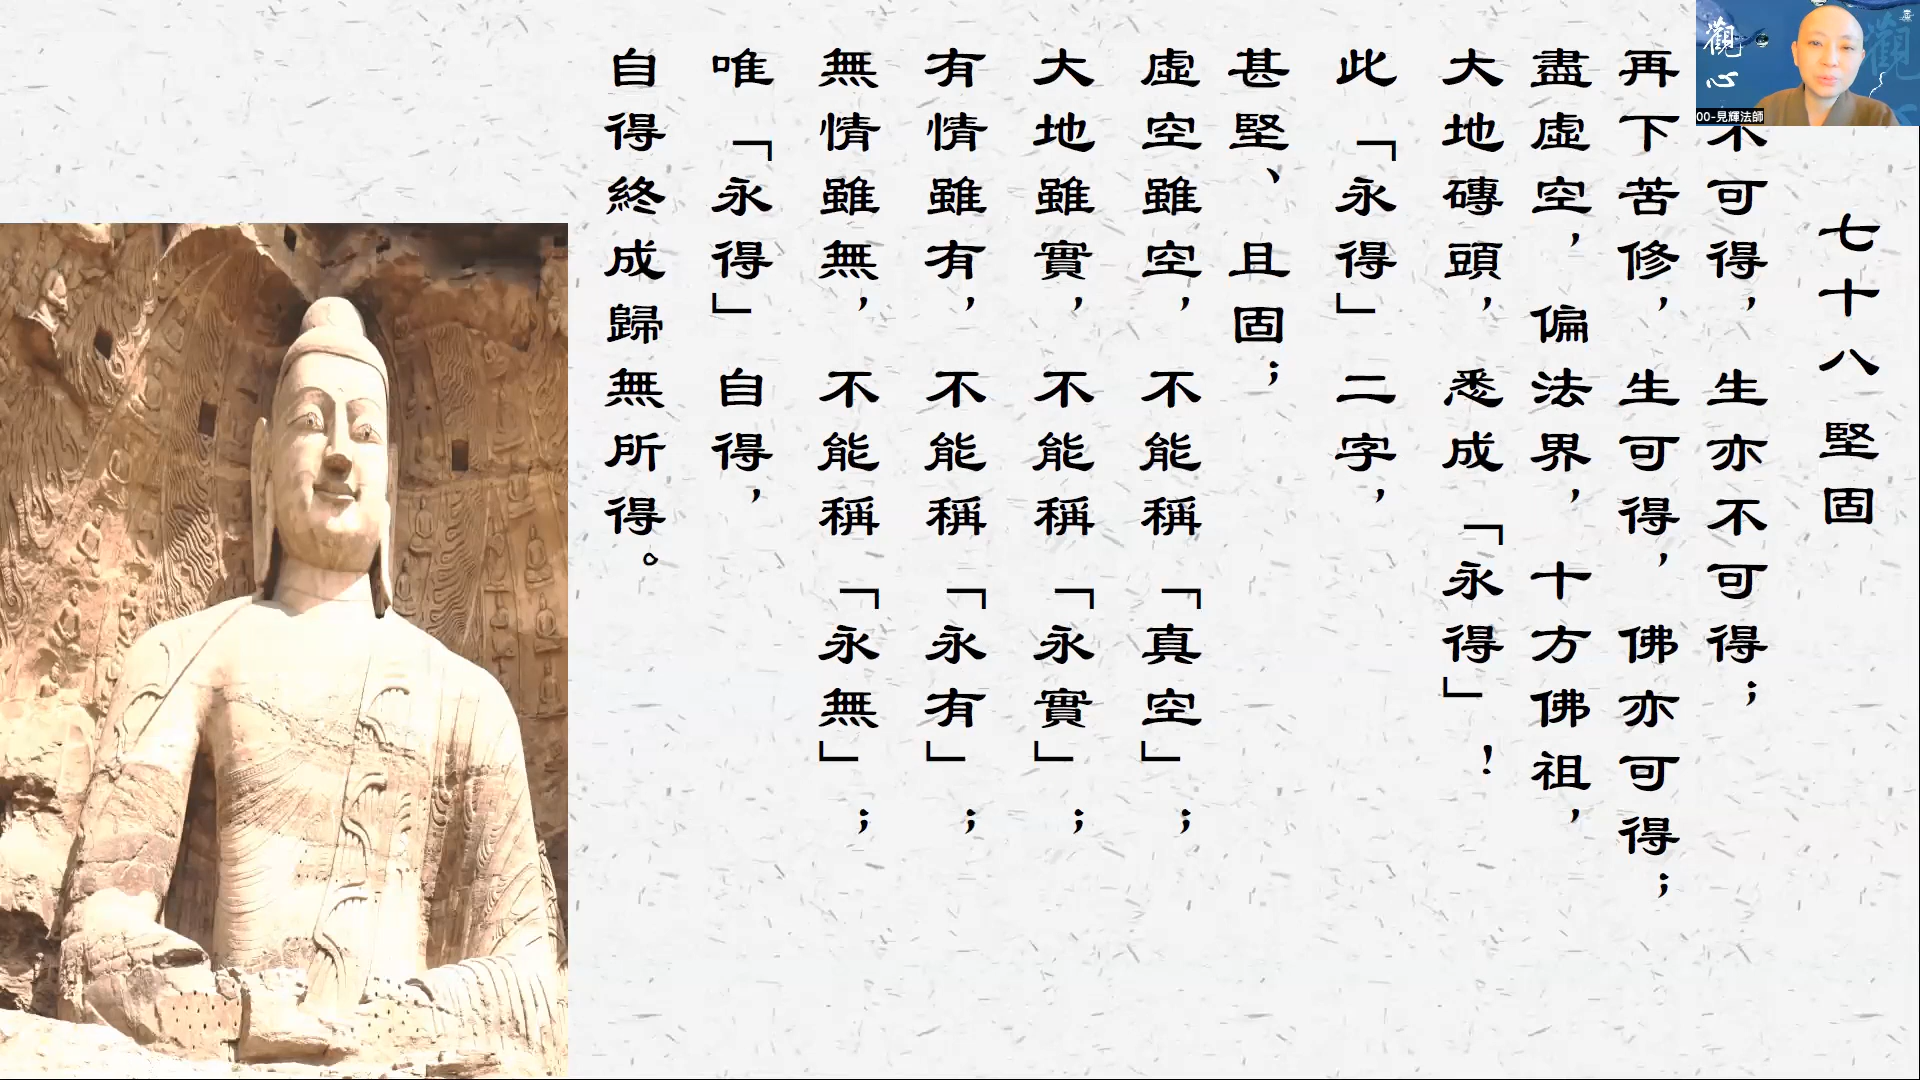 七十八 堅固
不可得，生亦不可得；
再下苦修，生可得，佛亦可得；
盡虛空，偏法界，十方佛祖，
大地磚頭，悉成「永得」！
此「永得」二字，
甚堅、且固；
虛空雖空，不能稱「真空」；
大地雖實，不能稱「永實」；
有情雖有，不能稱「永有」；
無情雖無，不能稱「永無」；
唯「永得」自得，
自得終成歸無所得。
觀心
00-見輝法師